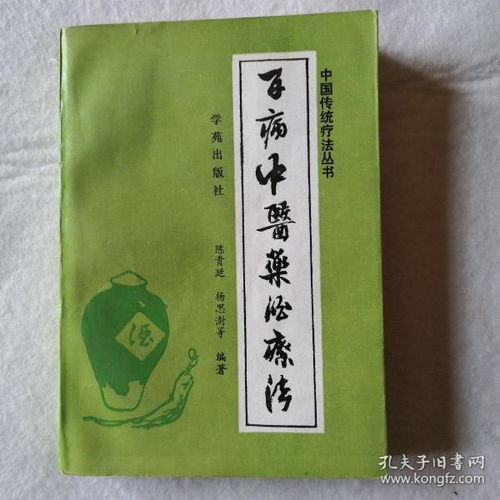 中国传统疗法丛书
百病中醫藥酒療法
学苑出版社
陈贵廷 杨思澍等 编著
酒
孔夫子旧书网
www.kongfz.com